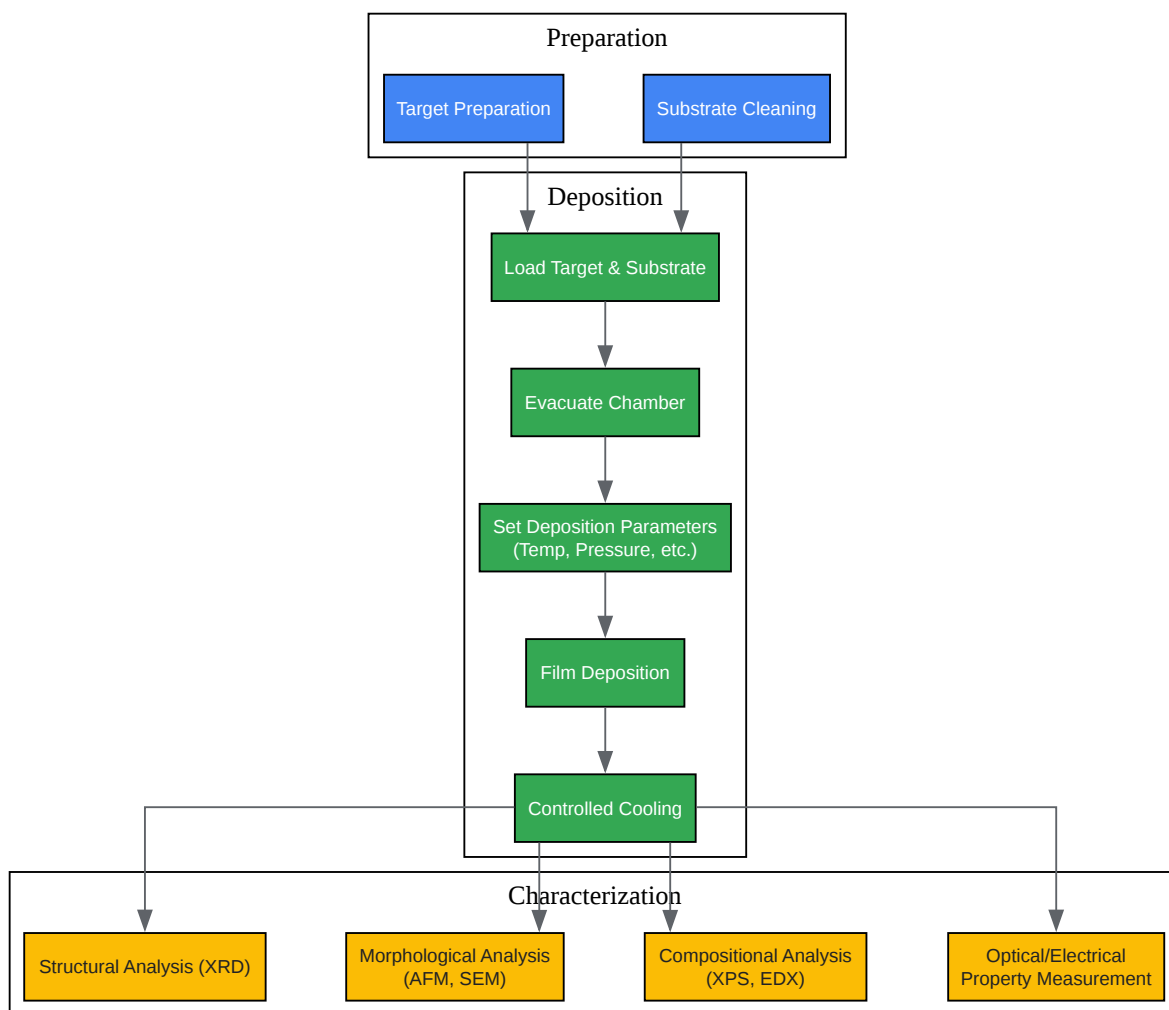 Preparation
Target Preparation
Substrate Cleaning
Deposition
Load Target & Substrate
Evacuate Chamber
Set Deposition Parameters
(Temp, Pressure, etc.)
Film Deposition
Controlled Cooling
Characterization
Structural Analysis (XRD)
Morphological Analysis
(AFM, SEM)
Compositional Analysis
(XPS, EDX)
Optical/Electrical
Property Measurement